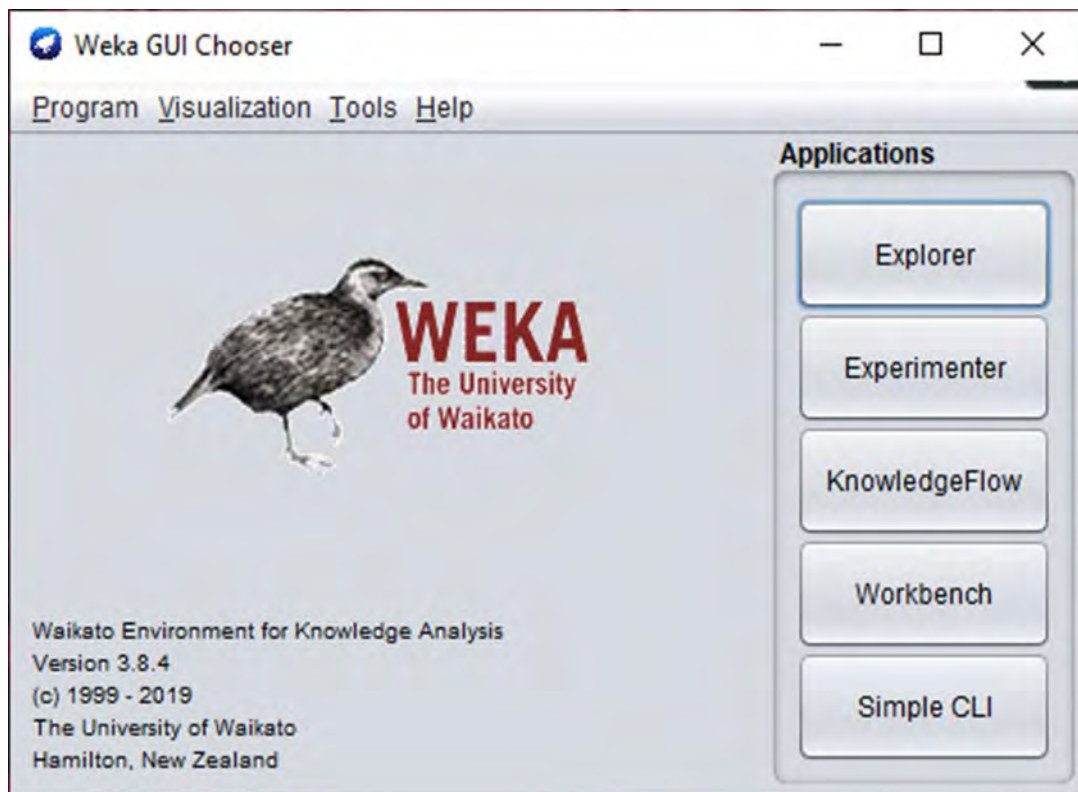 Weka GUI Chooser
Program Visualization Tools Help
Applications
WEKA
The University
of Waikato
Explorer
Experimenter
KnowledgeFlow
Workbench
Simple CLI
Waikato Environment for Knowledge Analysis
Version 3.8.4
(c) 1999 - 2019
The University of Waikato
Hamilton, New Zealand